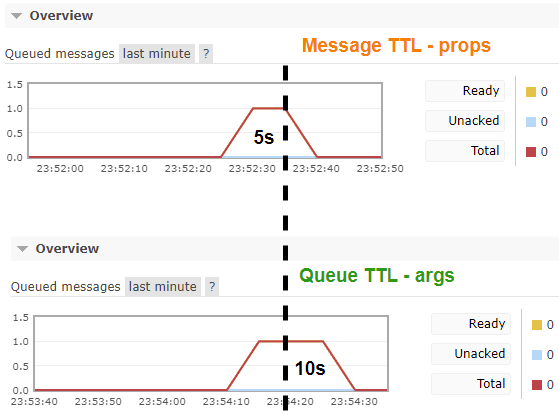 Overview
Message TTL - props
Queued messages last minute ?
1.5
1.0
0.5
0.0
5s
23:52:00 23:52:10 23:52:20 23:52:30 23:52:40 23:52:50
Ready 0
Unacked 0
Total 0
Overview
Queue TTL - args
Queued messages last minute ?
1.5
1.0
0.5
0.0
10s
23:53:40 23:53:50 23:54:00 23:54:10 23:54:20 23:54:30
Ready 0
Unacked 0
Total 0